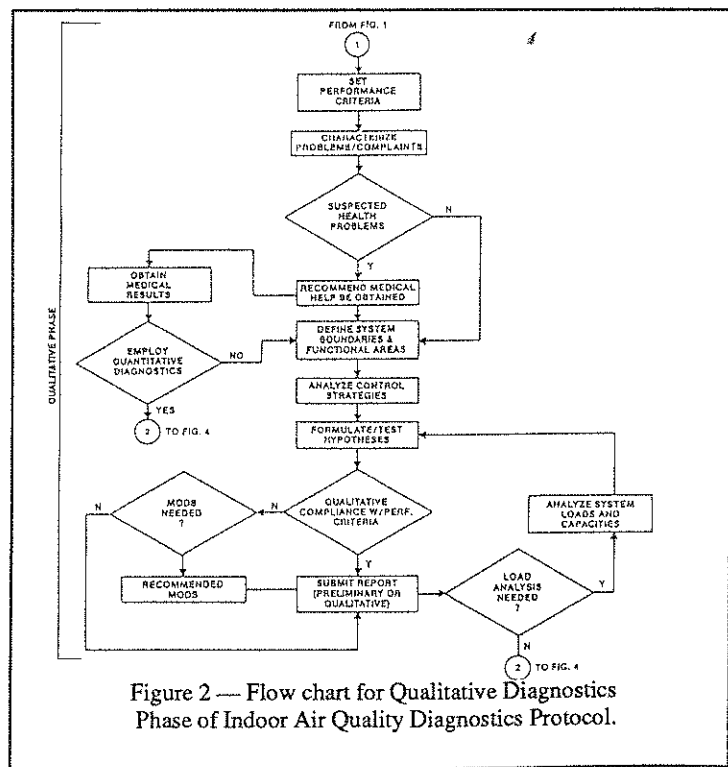 FROM FIG. 1
1
SET
PERFORMANCE
CRITERIA
CHARACTERIZE
PROBLEMS/COMPLAINTS
SUSPECTED
HEALTH
PROBLEMS
N
Y
OBTAIN
MEDICAL
RESULTS
RECOMMEND MEDICAL
HELP BE OBTAINED
DEFINE SYSTEM
BOUNDARIES &
FUNCTIONAL AREAS
EMPLOY
QUANTITATIVE
DIAGNOSTICS
NO
YES
2 TO FIG. 4
ANALYZE CONTROL
STRATEGIES
FORMULATE/TEST
HYPOTHESES
QUALITATIVE
COMPLIANCE W/PERF.
CRITERIA
N
Y
MODS
NEEDED
?
N
RECOMMENDED
MODS
SUBMIT REPORT
(PRELIMINARY OR
QUALITATIVE)
ANALYZE SYSTEM
LOADS AND
CAPACITIES
LOAD
ANALYSIS
NEEDED
?
Y
N
2 TO FIG. 4
QUALITATIVE PHASE
Figure 2 — Flow chart for Qualitative Diagnostics
Phase of Indoor Air Quality Diagnostics Protocol.